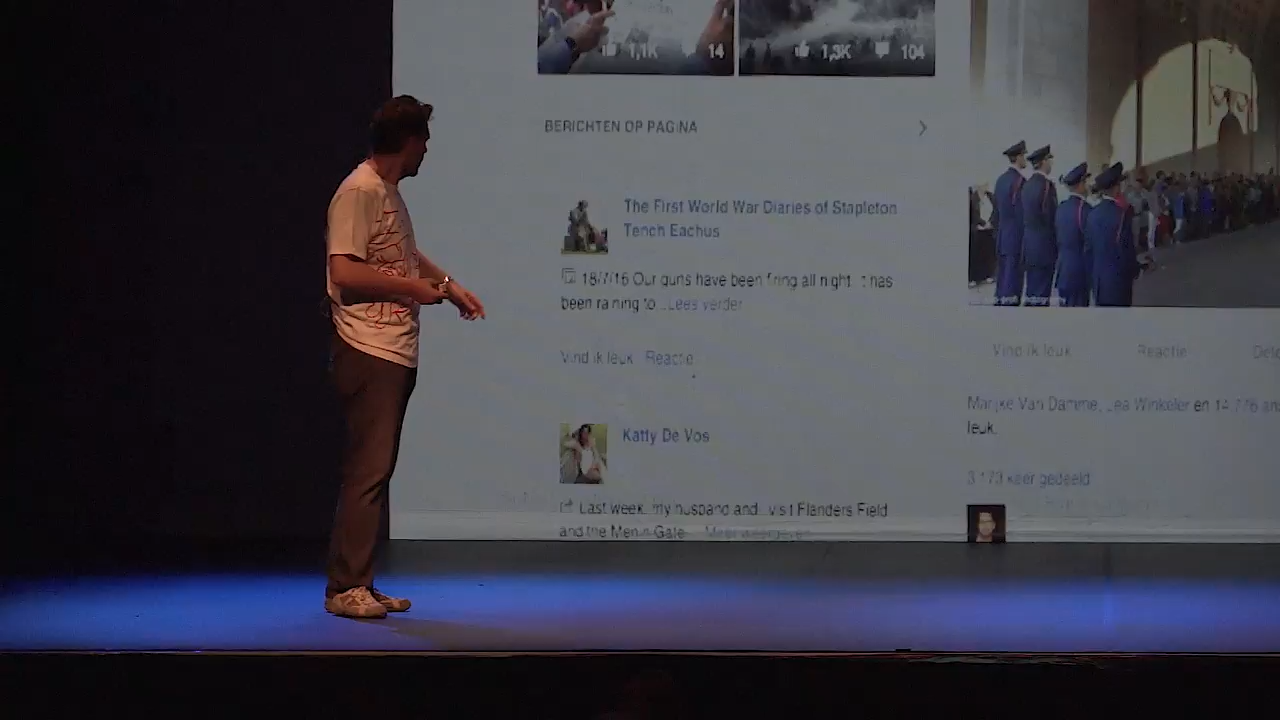 1,1K 14 1,3K 104
BERICHTEN OP PAGINA
The First World War Diaries of Stapleton
Tench Eachus
18/7/16 Our guns have been firing all night. It has
been raining to ...Lees verder
Vind ik leuk Reactie
Katty De Vos
Last week, my husband and visit Flanders Field
and the Menin Gate
Vind ik leuk Reactie
Marijke Van Damme, Lea Winkeler en 14.776
leuk.
keer gedeeld